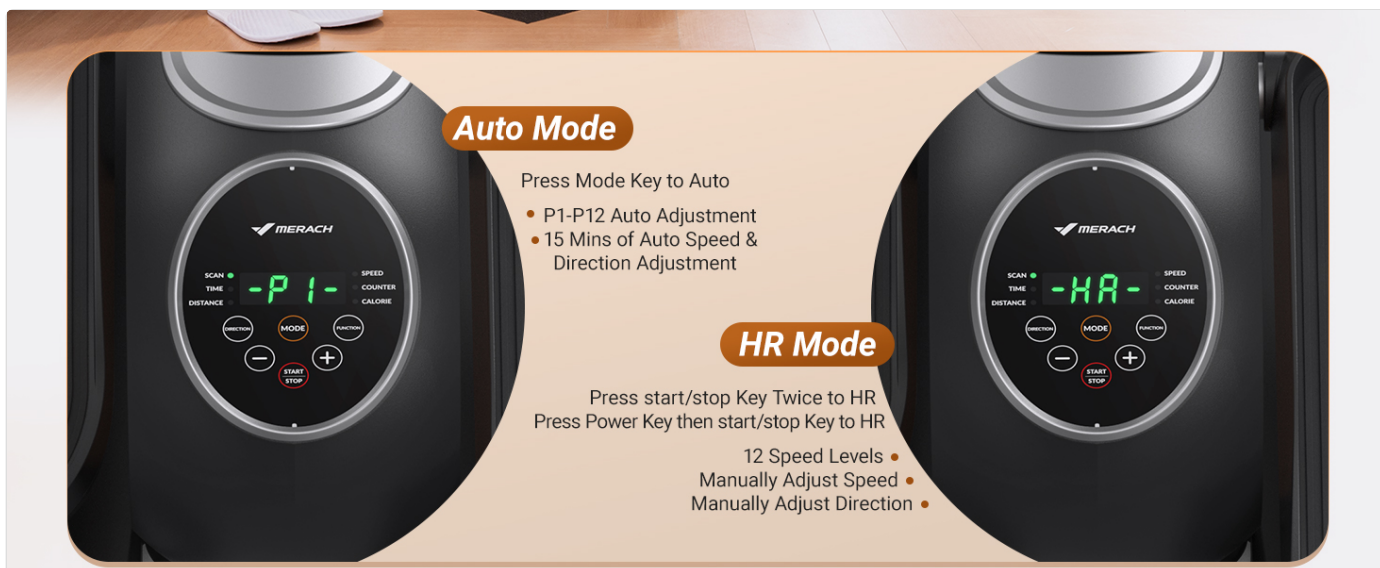 Auto Mode
Press Mode Key to Auto
• P1-P12 Auto Adjustment
• 15 Mins of Auto Speed &
Direction Adjustment
MERACH
SCAN
TIME
DISTANCE
-P1-
SPEED
COUNTER
CALORIE
DIRECTION
MODE
FUNCTION
START
STOP
HR Mode
Press start/stop Key Twice to HR
Press Power Key then start/stop Key to HR
12 Speed Levels •
Manually Adjust Speed •
Manually Adjust Direction •
MERACH
SCAN
TIME
DISTANCE
-HA-
SPEED
COUNTER
CALORIE
DIRECTION
MODE
FUNCTION
START
STOP